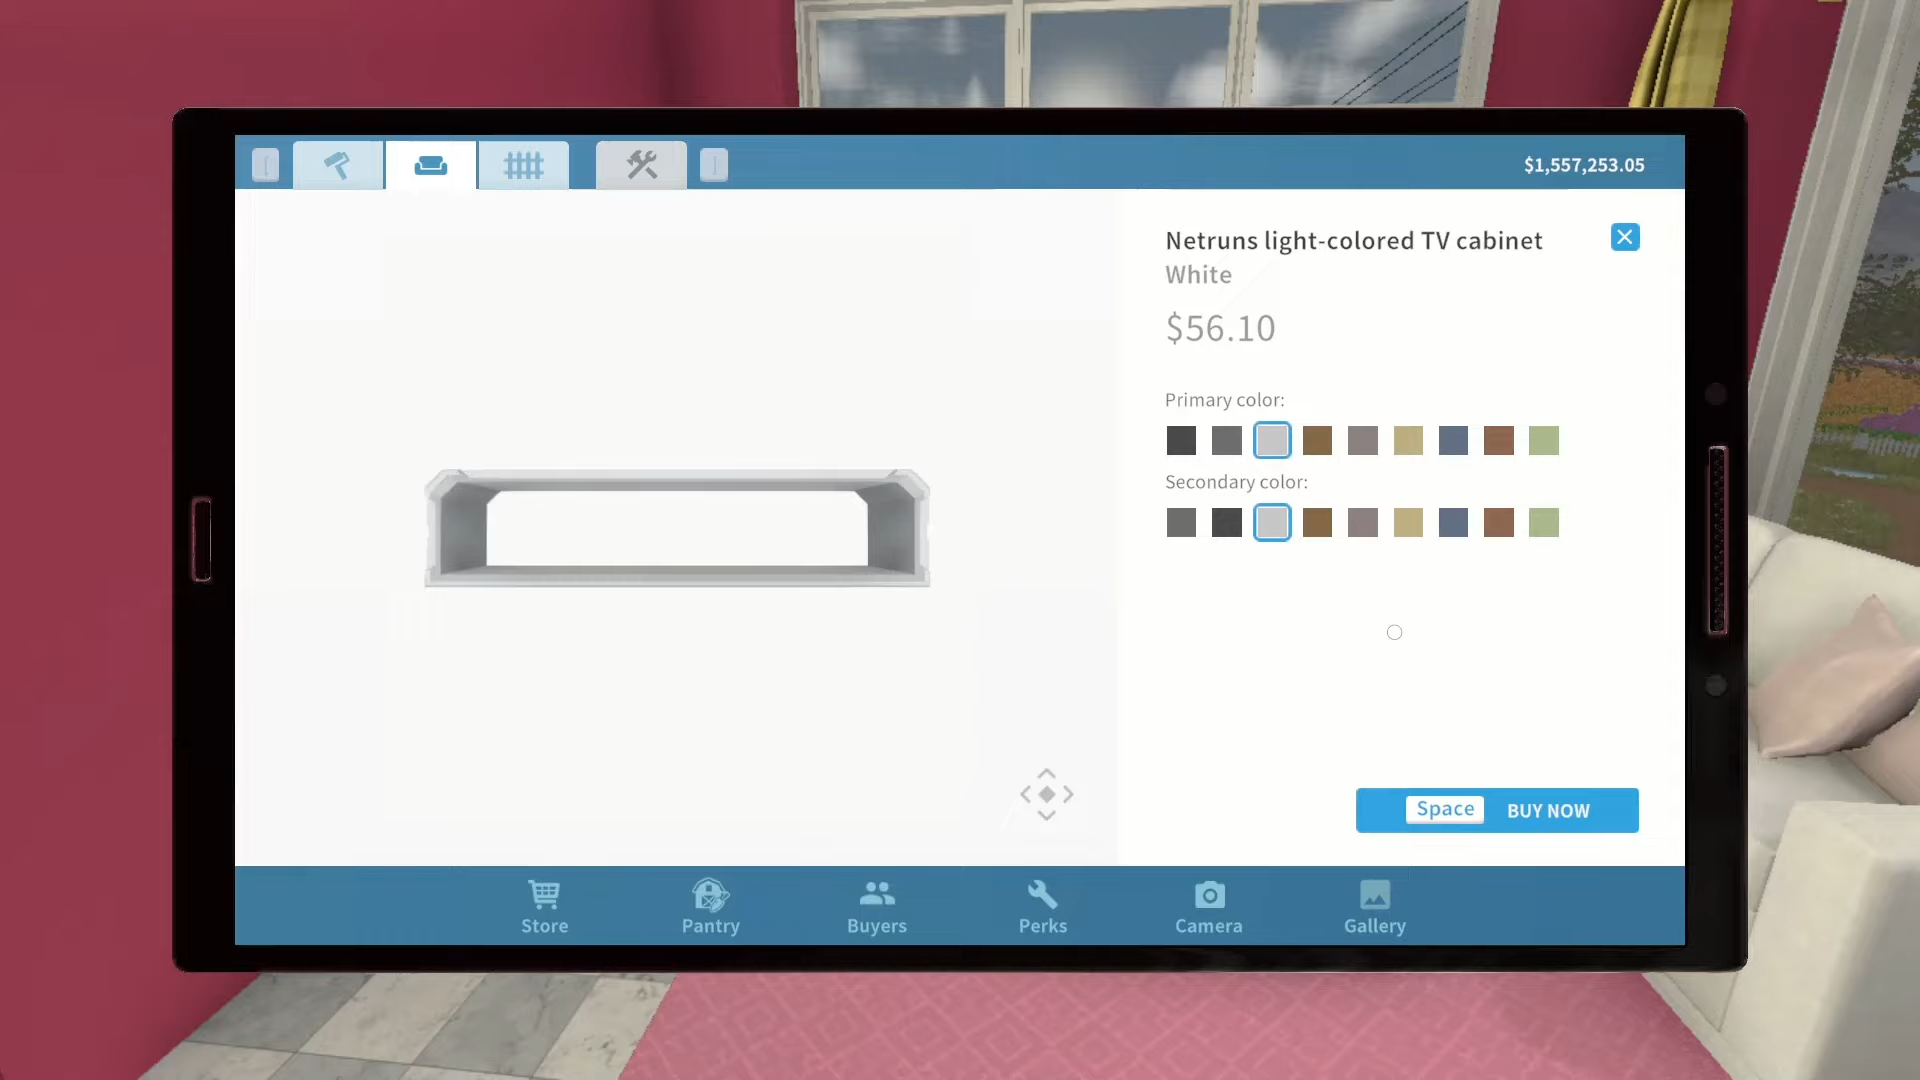 $1,557,253.05
Netruns light-colored TV cabinet
White
$56.10
Primary color:
Secondary color:
Space BUY NOW
Store Pantry Buyers Perks Camera Gallery